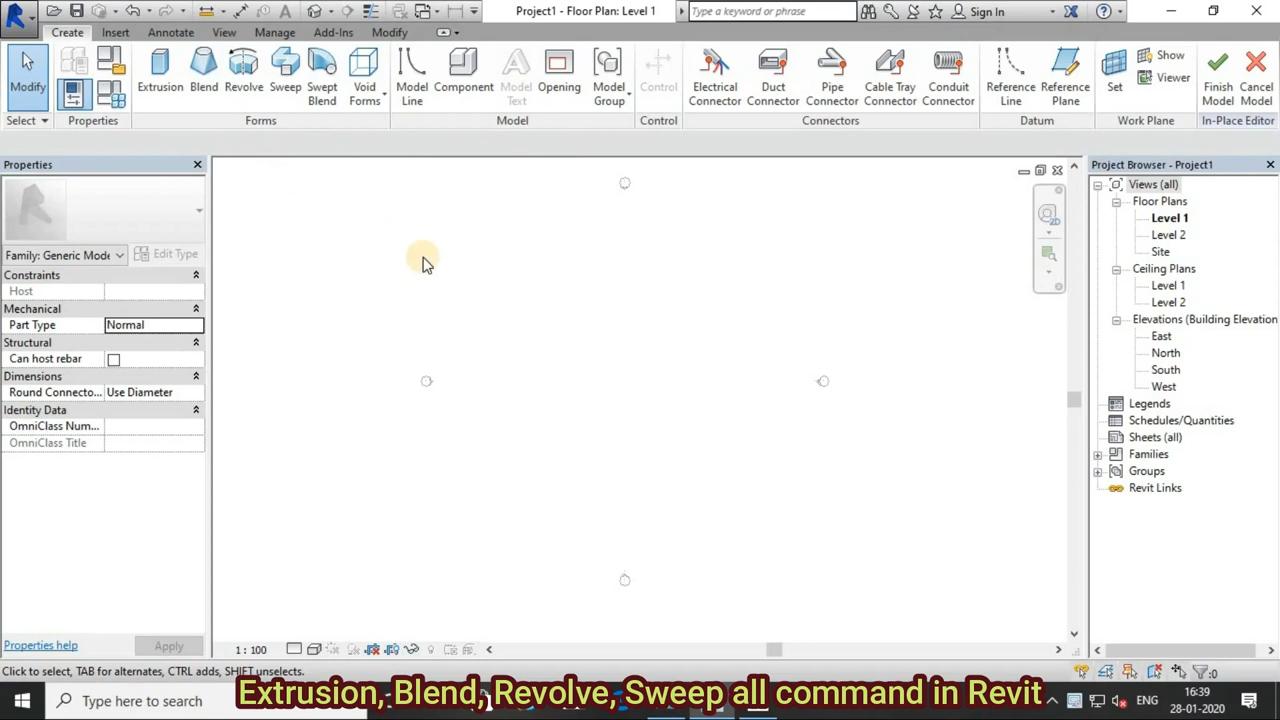 Project1 - Floor Plan: Level 1
Type a keyword or phrase
Sign In
Create Insert Annotate View Manage Add-Ins Modify
Modify
Extrusion Blend Revolve Sweep Swept Blend Void Forms
Model Line Component Model Text Opening Model Group
Control
Electrical Connector Duct Connector Pipe Connector Cable Tray Connector Conduit Connector
Reference Line Reference Plane
Set Show Viewer
Finish Model Cancel Model
Select Properties Forms Model Control Connectors Datum Work Plane In-Place Editor
Properties
Family: Generic Mode Edit Type
Constraints
Host
Mechanical
Part Type Normal
Structural
Can host rebar
Dimensions
Round Connecto... Use Diameter
Identity Data
OmniClass Num...
OmniClass Title
Properties help Apply
2D
1 : 100
Project Browser - Project1
Views (all)
Floor Plans
Level 1
Level 2
Site
Ceiling Plans
Level 1
Level 2
Elevations (Building Elevation
East
North
South
West
Legends
Schedules/Quantities
Sheets (all)
Families
Groups
Revit Links
Click to select, TAB for alternates, CTRL adds, SHIFT unselects.
:0
Type here to search
Extrusion, Blend, Revolve, Sweep all command in Revit
ENG
16:39
28-01-2020